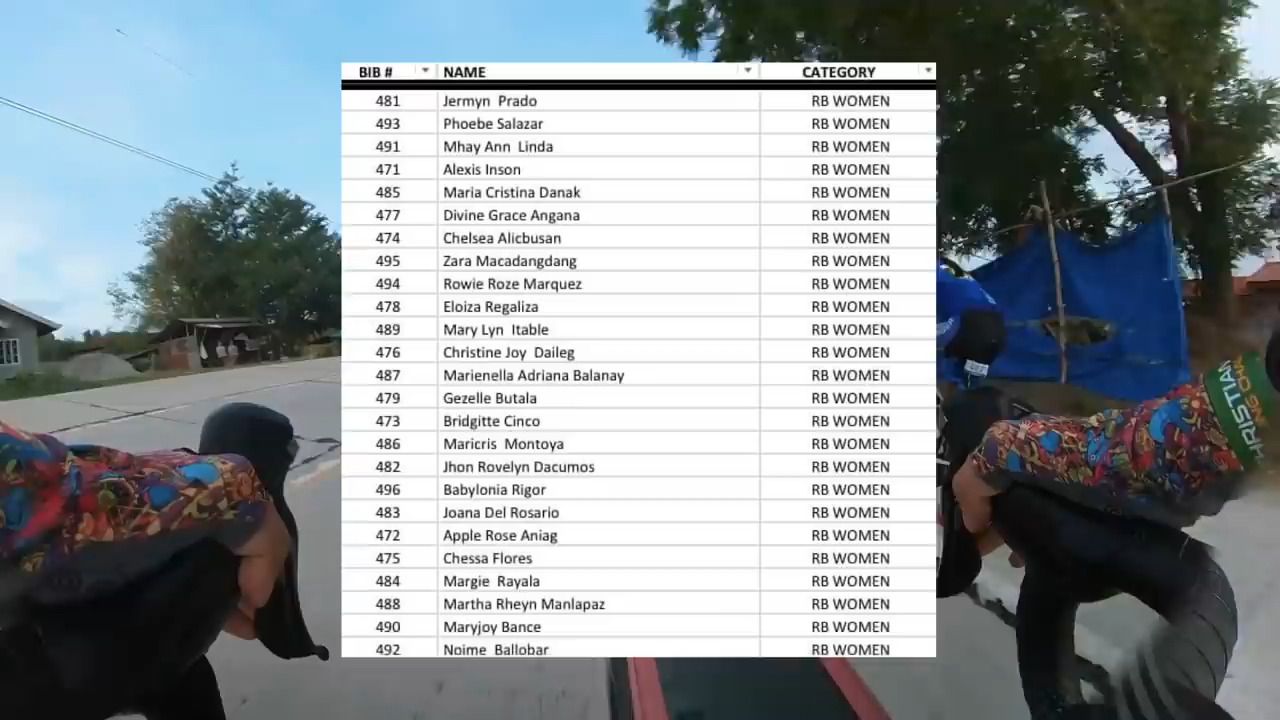 BIB # NAME CATEGORY
481 Jermyn Prado RB WOMEN
493 Phoebe Salazar RB WOMEN
491 Mhay Ann Linda RB WOMEN
471 Alexis Inson RB WOMEN
485 Maria Cristina Danak RB WOMEN
477 Divine Grace Angana RB WOMEN
474 Chelsea Alicbusan RB WOMEN
495 Zara Macadangdang RB WOMEN
494 Rowie Roze Marquez RB WOMEN
478 Eloiza Regaliza RB WOMEN
489 Mary Lyn Itable RB WOMEN
476 Christine Joy Daileg RB WOMEN
487 Marienella Adriana Balanay RB WOMEN
479 Gezelle Butala RB WOMEN
473 Bridgitte Cinco RB WOMEN
486 Maricris Montoya RB WOMEN
482 Jhon Rovelyn Dacumos RB WOMEN
496 Babylonia Rigor RB WOMEN
483 Joana Del Rosario RB WOMEN
472 Apple Rose Aniag RB WOMEN
475 Chessa Flores RB WOMEN
484 Margie Rayala RB WOMEN
488 Martha Rheyn Manlapaz RB WOMEN
490 Maryjoy Bance RB WOMEN
492 Noime Ballobar RB WOMEN